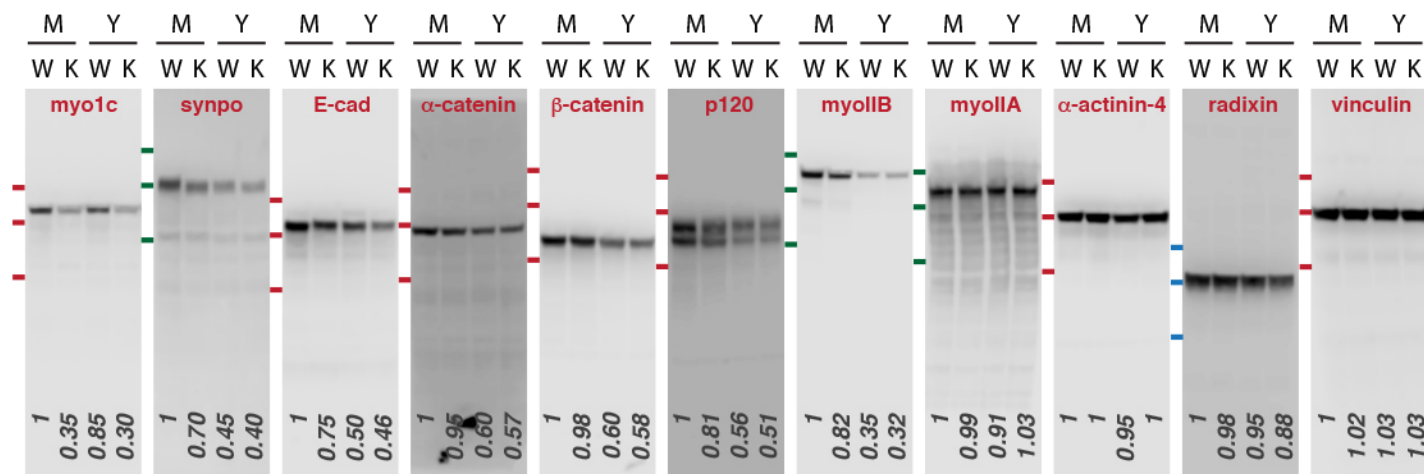 M Y M Y M Y M Y M Y M Y M Y M Y M Y M Y M Y
W K W K W K W K W K W K W K W K W K W K W K W K W K W K W K W K W K W K W K W K W K W K
myo1c synpo E-cad α-catenin β-catenin p120 myoIIB myoIIA α-actinin-4 radixin vinculin
1 0.35 0.85 0.30 1 0.70 0.45 0.40 1 0.75 0.50 0.46 1 0.95 0.60 0.57 1 0.98 0.60 0.58 1 0.81 0.56 0.51 1 0.82 0.35 0.32 1 0.99 0.91 1.03 1 1 0.95 1 1 0.98 0.95 0.88 1 1.02 1.03 1.03